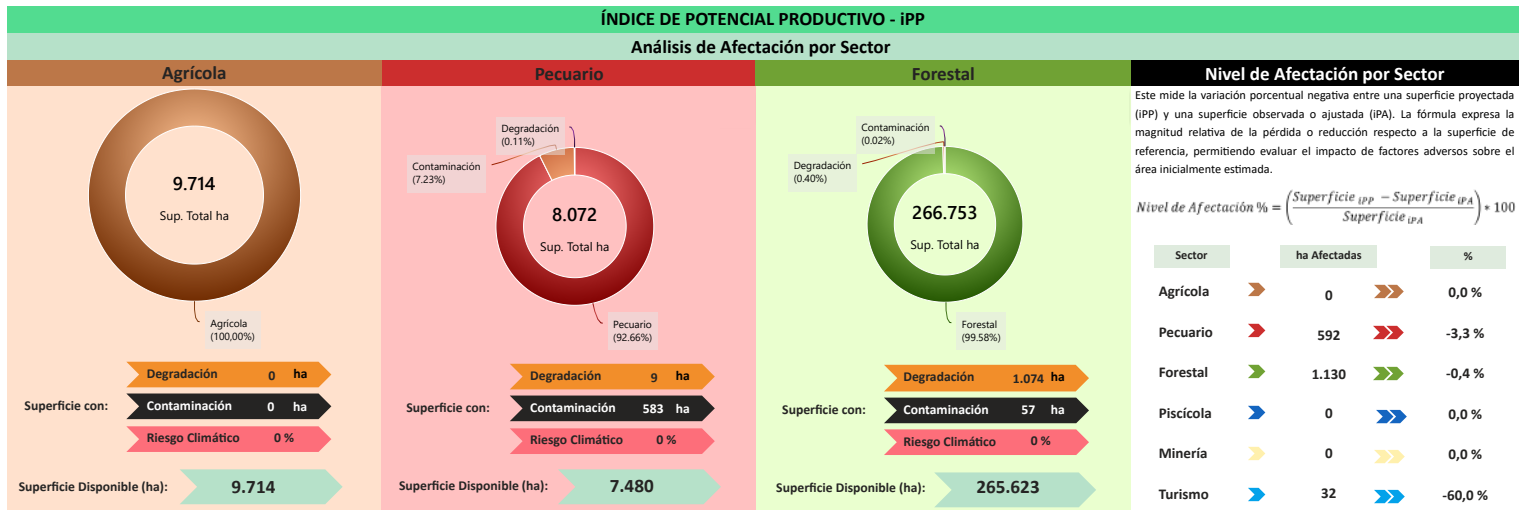 ÍNDICE DE POTENCIAL PRODUCTIVO - iPP
Análisis de Afectación por Sector
Agrícola
9.714
Sup. Total ha
Agrícola
(100,00%)
Superficie con:
Degradación 0 ha
Contaminación 0 ha
Riesgo Climático 0 %
Superficie Disponible (ha): 9.714
Pecuario
Degradación
(0.11%)
Contaminación
(7.23%)
8.072
Sup. Total ha
Pecuario
(92.66%)
Superficie con:
Degradación 9 ha
Contaminación 583 ha
Riesgo Climático 0 %
Superficie Disponible (ha): 7.480
Forestal
Contaminación
(0.02%)
Degradación
(0.40%)
266.753
Sup. Total ha
Forestal
(99.58%)
Superficie con:
Degradación 1.074 ha
Contaminación 57 ha
Riesgo Climático 0 %
Superficie Disponible (ha): 265.623
Nivel de Afectación por Sector
Este mide la variación porcentual negativa entre una superficie proyectada
(iPP) y una superficie observada o ajustada (iPA). La fórmula expresa la
magnitud relativa de la pérdida o reducción respecto a la superficie de
referencia, permitiendo evaluar el impacto de factores adversos sobre el
área inicialmente estimada.
Nivel de Afectación % = (Superficie iPP − Superficie iPA / Superficie iPA) * 100
Sector ha Afectadas %
Agrícola 0 0,0 %
Pecuario 592 -3,3 %
Forestal 1.130 -0,4 %
Piscícola 0 0,0 %
Minería 0 0,0 %
Turismo 32 -60,0 %